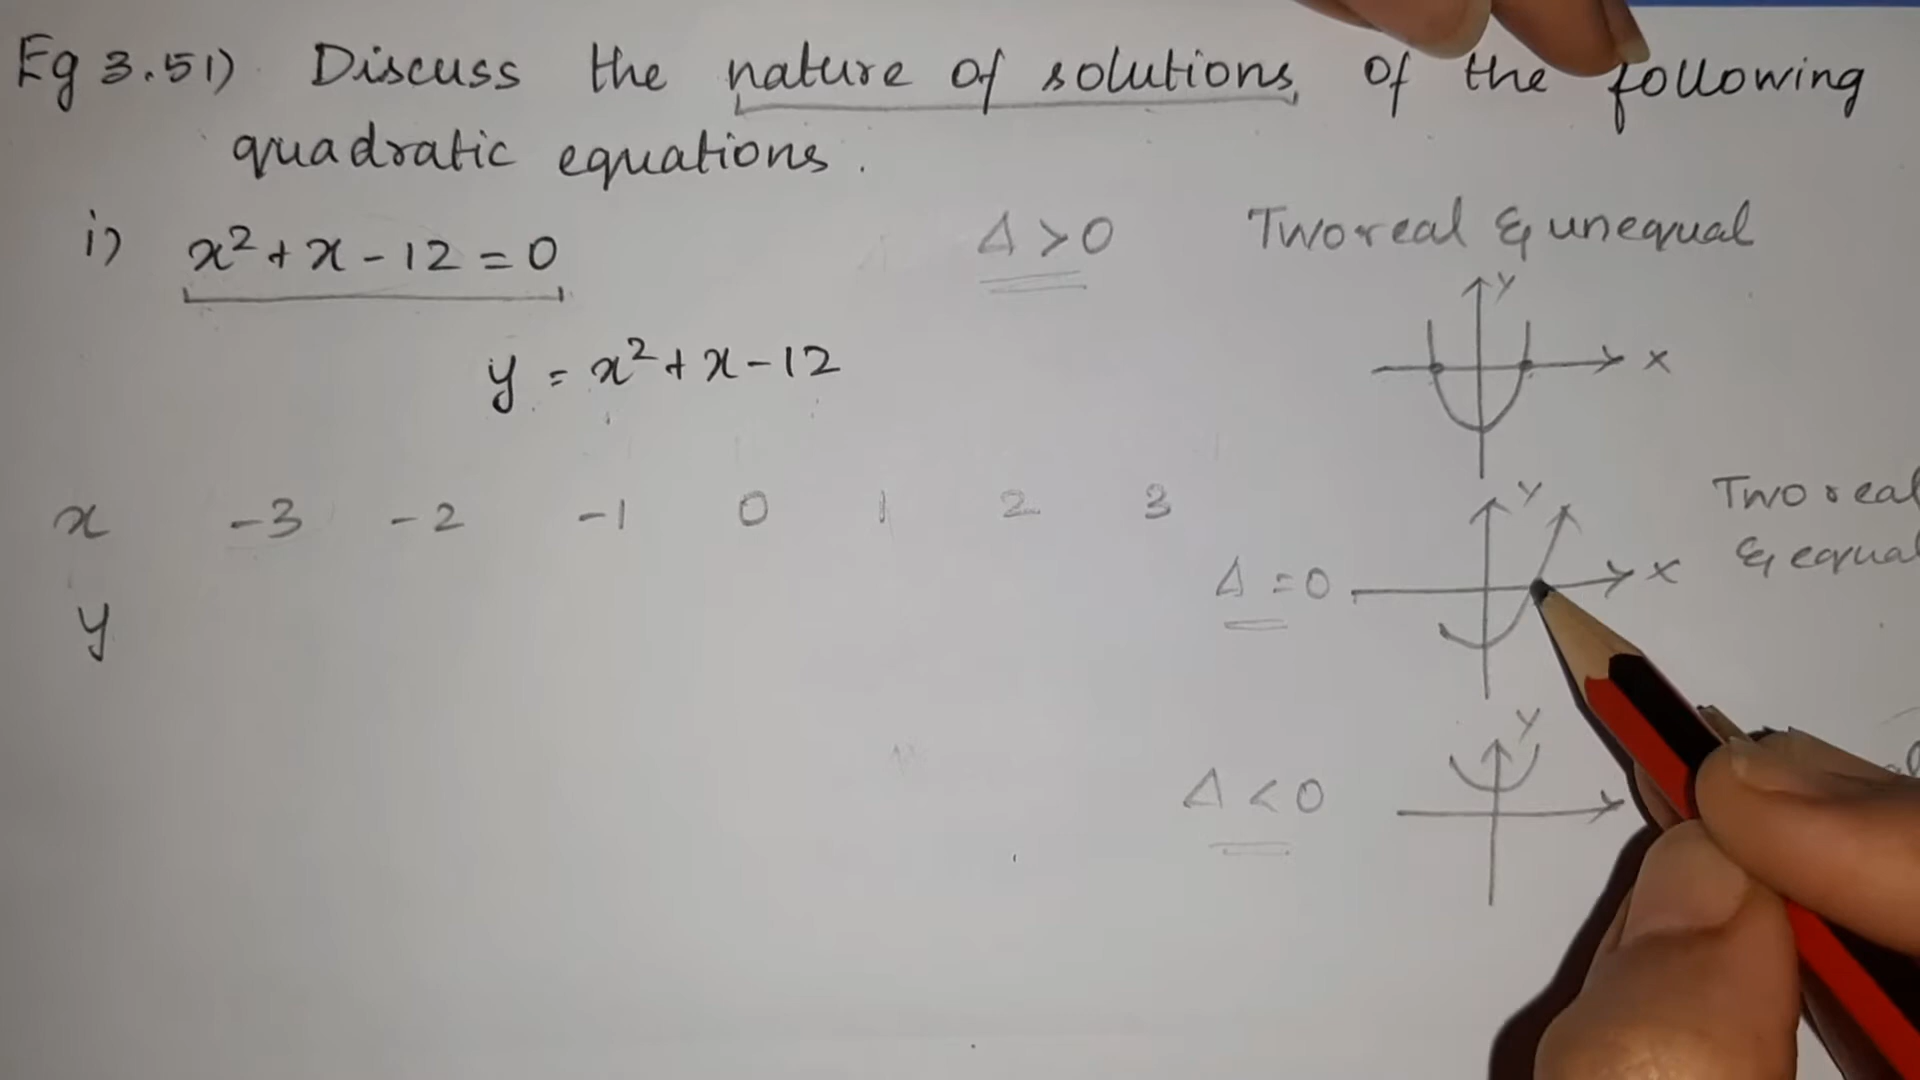 Eg 3.51) Discuss the nature of solutions of the following
quadratic equations.
i) x² + x - 12 = 0
Δ > 0 Two real & unequal
Y
y = x² + x - 12
X
x -3 -2 -1 0 1 2 3
y
Y
Two real
& equal
Δ = 0
X
Y
Δ < 0